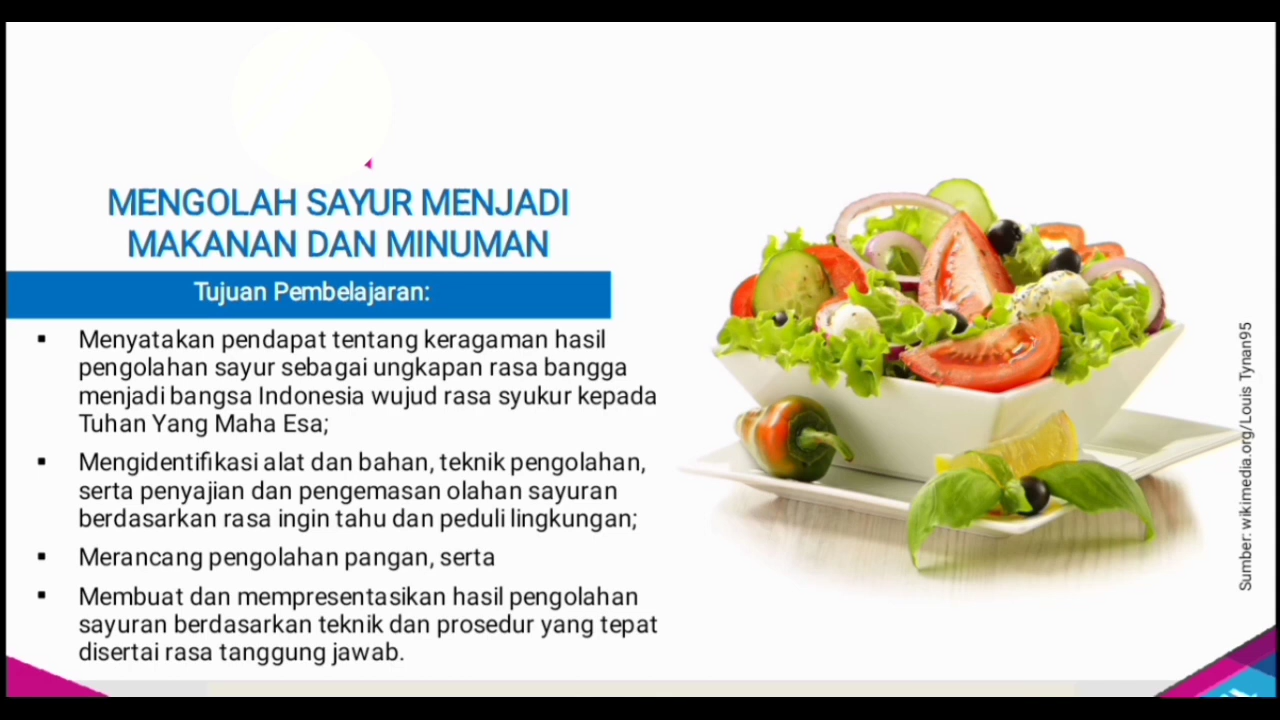 MENGOLAH SAYUR MENJADI
MAKANAN DAN MINUMAN
Tujuan Pembelajaran:
▪ Menyatakan pendapat tentang keragaman hasil
pengolahan sayur sebagai ungkapan rasa bangga
menjadi bangsa Indonesia wujud rasa syukur kepada
Tuhan Yang Maha Esa;
▪ Mengidentifikasi alat dan bahan, teknik pengolahan,
serta penyajian dan pengemasan olahan sayuran
berdasarkan rasa ingin tahu dan peduli lingkungan;
▪ Merancang pengolahan pangan, serta
▪ Membuat dan mempresentasikan hasil pengolahan
sayuran berdasarkan teknik dan prosedur yang tepat
disertai rasa tanggung jawab.
Sumber: wikimedia.org/Louis Tynan95